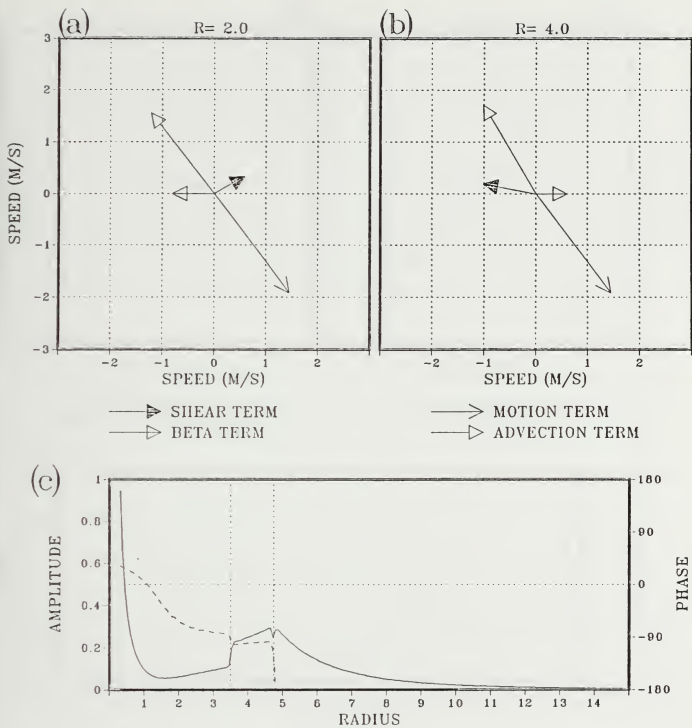 (a) R= 2.0
(b) R= 4.0
3
2
1
0
-1
-2
-3
SPEED (M/S)
-2 -1 0 1 2
-2 -1 0 1 2
SPEED (M/S)
SPEED (M/S)
SHEAR TERM
MOTION TERM
BETA TERM
ADVECTION TERM
(c)
1
0.8
0.6
0.4
0.2
0
AMPLITUDE
180
90
0
-90
-180
PHASE
1 2 3 4 5 6 7 8 9 10 11 12 13 14
RADIUS